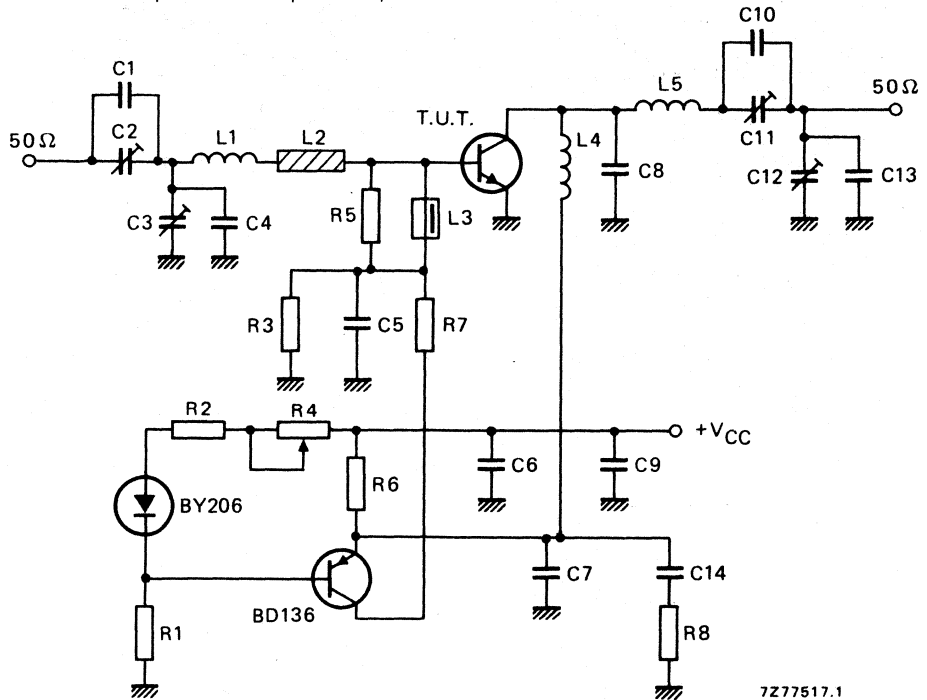 C10
C1
L5
50Ω
T.U.T.
C2
C11
50Ω
L1
L2
L4
C8
C12
C13
C3
C4
R5
L3
R3
C5
R7
R2
R4
+VCC
C6
C9
R6
BY206
C7
C14
BD136
R1
R8
7Z77517.1